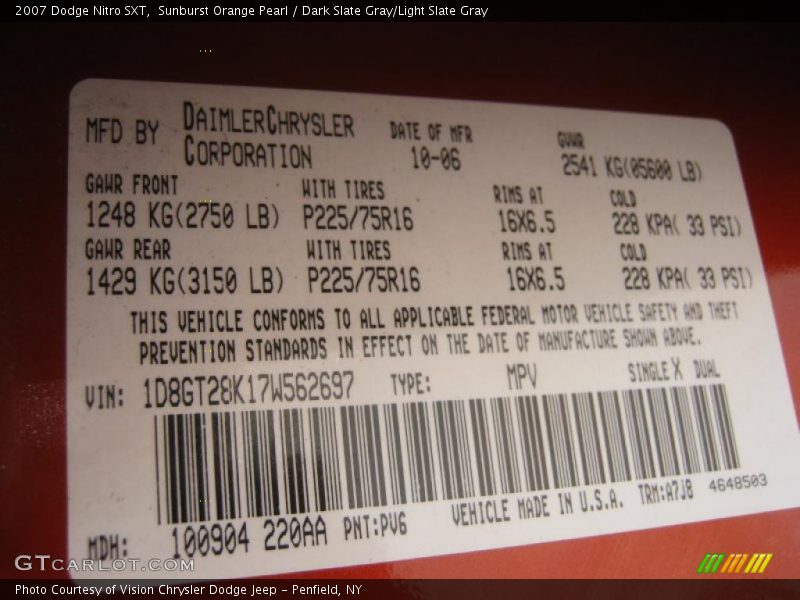 2007 Dodge Nitro SXT,  Sunburst Orange Pearl / Dark Slate Gray/Light Slate Gray
MFD BY DAIMLERCHRYSLER CORPORATION DATE OF MFR 10-06 GVWR 2541 KG(05600 LB)
GAWR FRONT WITH TIRES RIMS AT COLD
1248 KG(2750 LB) P225/75R16 16X6.5 228 KPA( 33 PSI)
GAWR REAR WITH TIRES RIMS AT COLD
1429 KG(3150 LB) P225/75R16 16X6.5 228 KPA( 33 PSI)
THIS VEHICLE CONFORMS TO ALL APPLICABLE FEDERAL MOTOR VEHICLE SAFETY AND THEFT
PREVENTION STANDARDS IN EFFECT ON THE DATE OF MANUFACTURE SHOWN ABOVE.
VIN: 1D8GT28K17W562697 TYPE: MPV SINGLE X DUAL
MDH: 100904 220AA PNT:PV6 VEHICLE MADE IN U.S.A. TRM:A7J8 4648503
GTCARLOT.COM
Photo Courtesy of Vision Chrysler Dodge Jeep - Penfield, NY